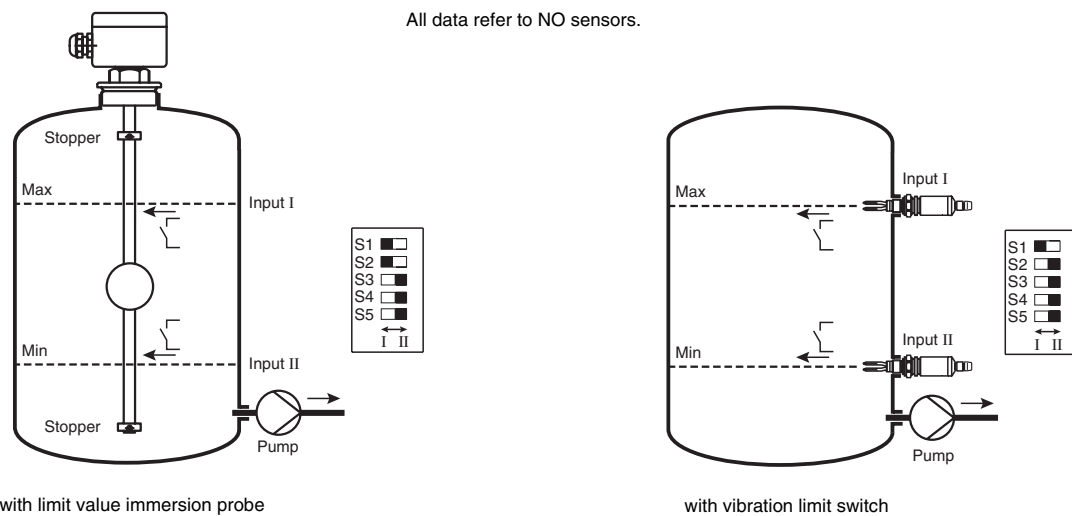 All data refer to NO sensors.
Stopper
Max
Input I
Min
Input II
Stopper
Pump
S1
S2
S3
S4
S5
I II
with limit value immersion probe
Max
Input I
Min
Input II
Pump
S1
S2
S3
S4
S5
I II
with vibration limit switch